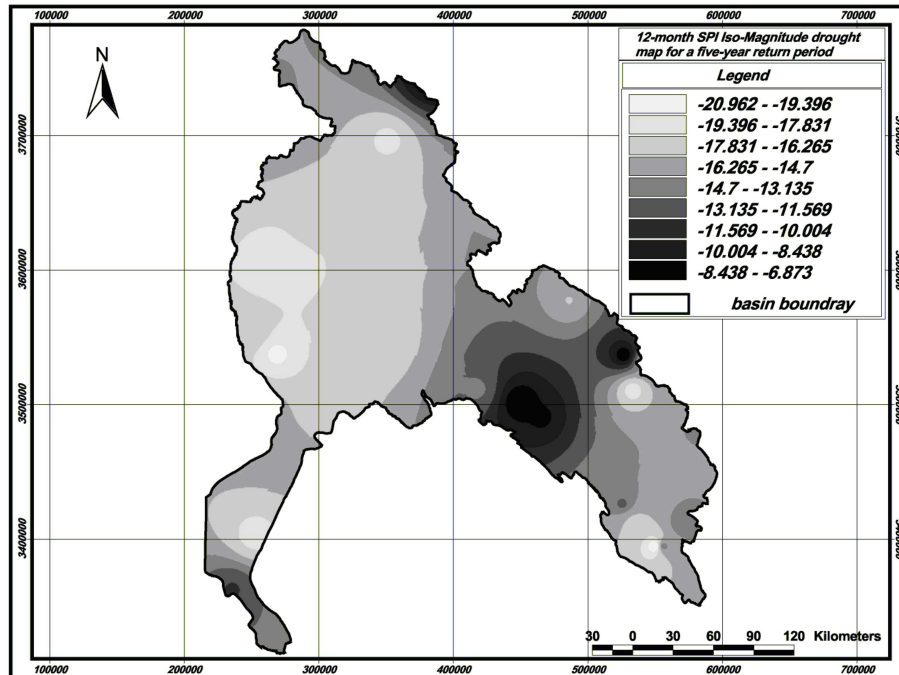 100000 200000 300000 400000 500000 600000 700000
N
12-month SPI Iso-Magnitude drought
map for a five-year return period
Legend
-20.962 - -19.396
-19.396 - -17.831
-17.831 - -16.265
-16.265 - -14.7
-14.7 - -13.135
-13.135 - -11.569
-11.569 - -10.004
-10.004 - -8.438
-8.438 - -6.873
basin boundray
3700000
3600000
3500000
3400000
30 0 30 60 90 120 Kilometers
100000 200000 300000 400000 500000 600000 700000